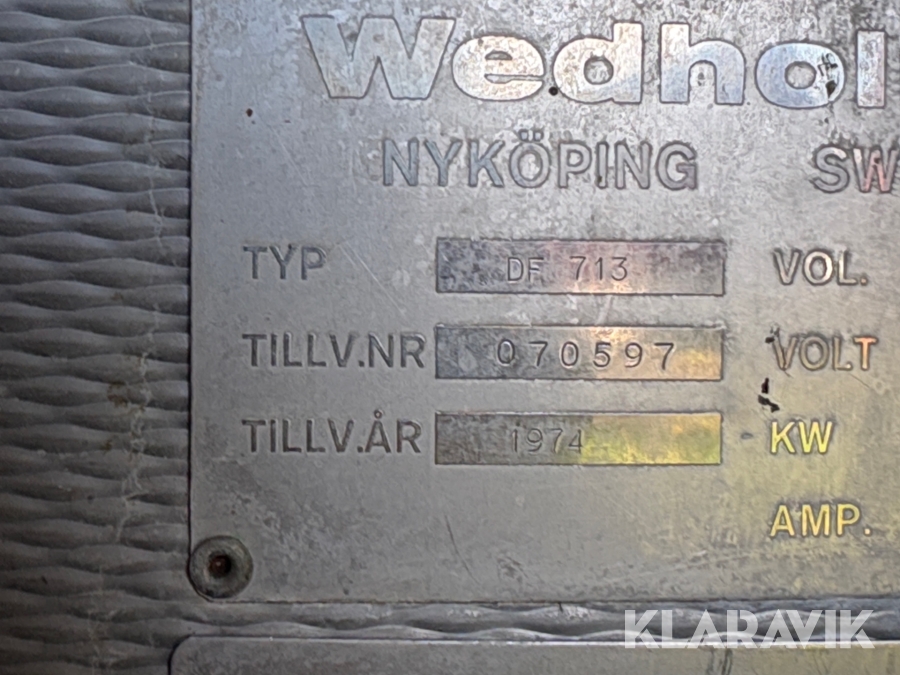 Wedhol
NYKÖPING SW
TYP DF 713 VOL.
TILLV.NR 070597 VOLT
TILLV.ÅR 1974 KW
AMP.
KLARAVIK